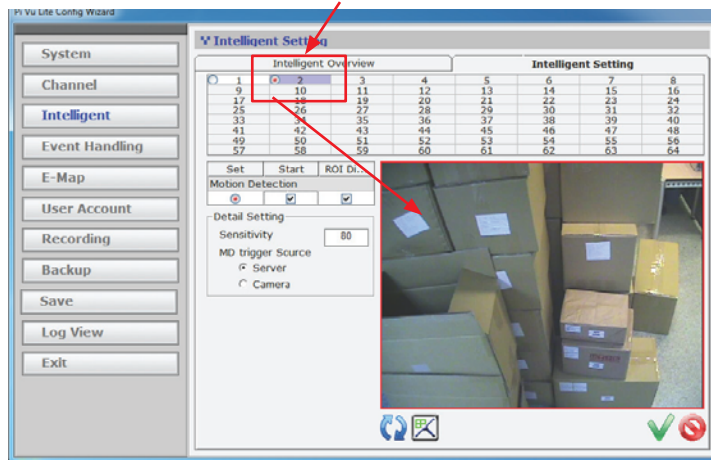 Pi Vu Lite Config Wizard
System
Channel
Intelligent
Event Handling
E-Map
User Account
Recording
Backup
Save
Log View
Exit
Intelligent Setting
Intelligent Overview
Intelligent Setting
1 2 3 4 5 6 7 8
9 10 11 12 13 14 15 16
17 18 19 20 21 22 23 24
25 26 27 28 29 30 31 32
33 34 35 36 37 38 39 40
41 42 43 44 45 46 47 48
49 50 51 52 53 54 55 56
57 58 59 60 61 62 63 64
Set Start ROI Di...
Motion Detection
Detail Setting
Sensitivity 80
MD trigger Source
Server
Camera